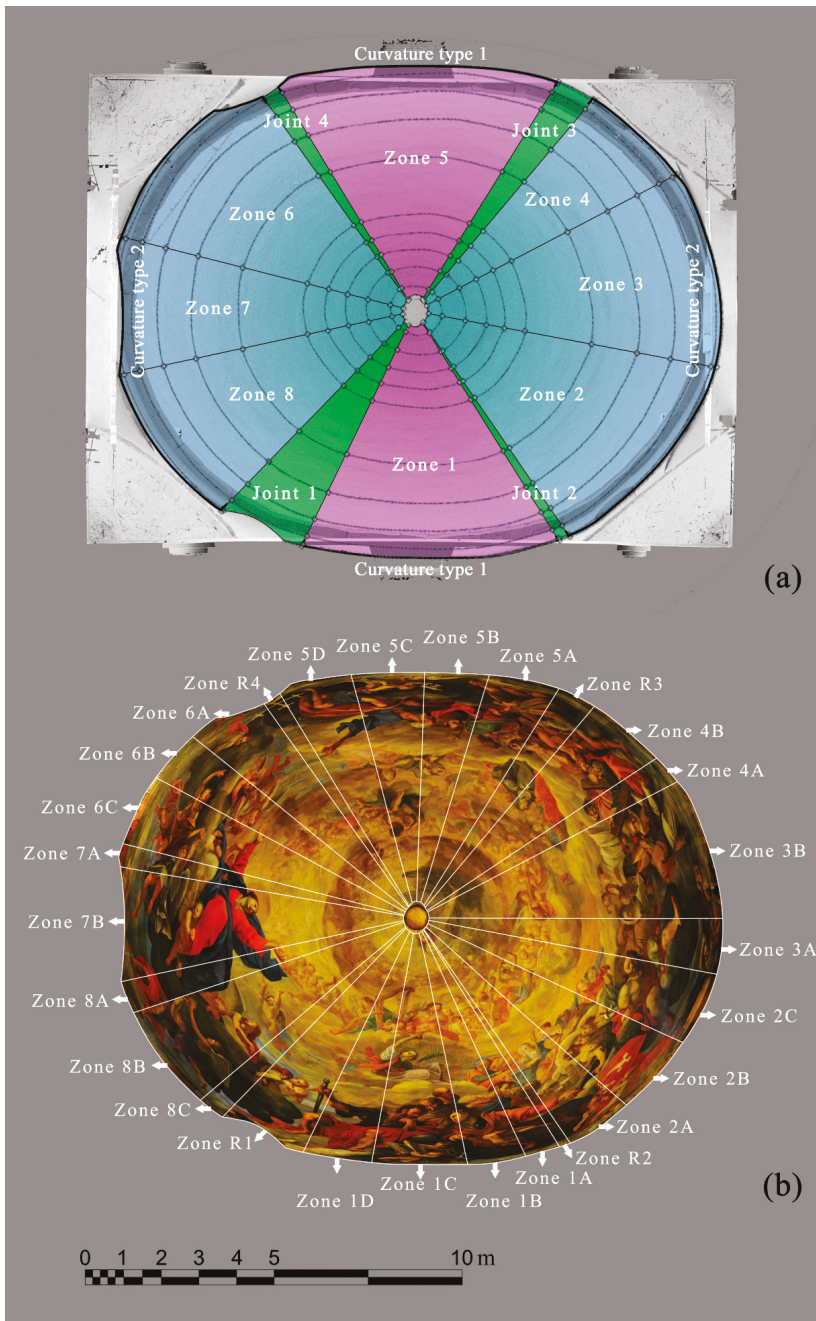 Curvature type 1
Joint 4
Joint 3
Zone 5
Zone 6
Zone 4
Curvature type 2
Zone 7
Zone 3
Curvature type 2
Zone 8
Zone 2
Zone 1
Joint 1
Joint 2
Curvature type 1
(a)
Zone 5D
Zone 5C
Zone 5B
Zone 5A
Zone R4
Zone R3
Zone 6A
Zone 4B
Zone 6B
Zone 4A
Zone 6C
Zone 7A
Zone 3B
Zone 7B
Zone 3A
Zone 8A
Zone 2C
Zone 8B
Zone 2B
Zone 8C
Zone 2A
Zone R1
Zone R2
Zone 1D
Zone 1C
Zone 1B
Zone 1A
(b)
0 1 2 3 4 5 10 m